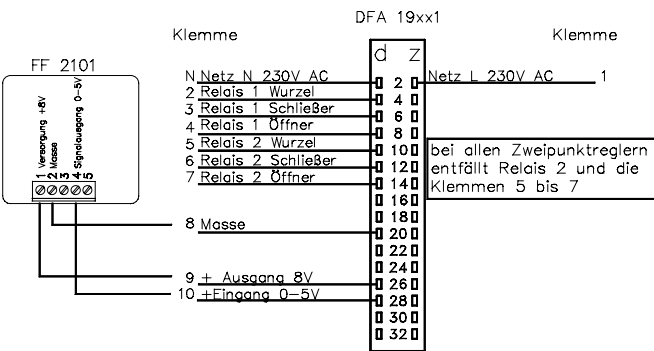 DFA 19xx1
Klemme
Klemme
FF 2101
d z
N Netz N 230V AC
2
Netz L 230V AC 1
2 Relais 1 Wurzel
4
3 Relais 1 Schließer
6
4 Relais 1 Öffner
8
5 Relais 2 Wurzel
10
6 Relais 2 Schließer
12
7 Relais 2 Öffner
14
16
18
8 Masse
20
22
24
9 + Ausgang 8V
26
10 +Eingang 0–5V
28
30
32
bei allen Zweipunktreglern
entfällt Relais 2 und die
Klemmen 5 bis 7
1 Versorgung +8V
2 Masse
3
4 Signalausgang 0–5V
5